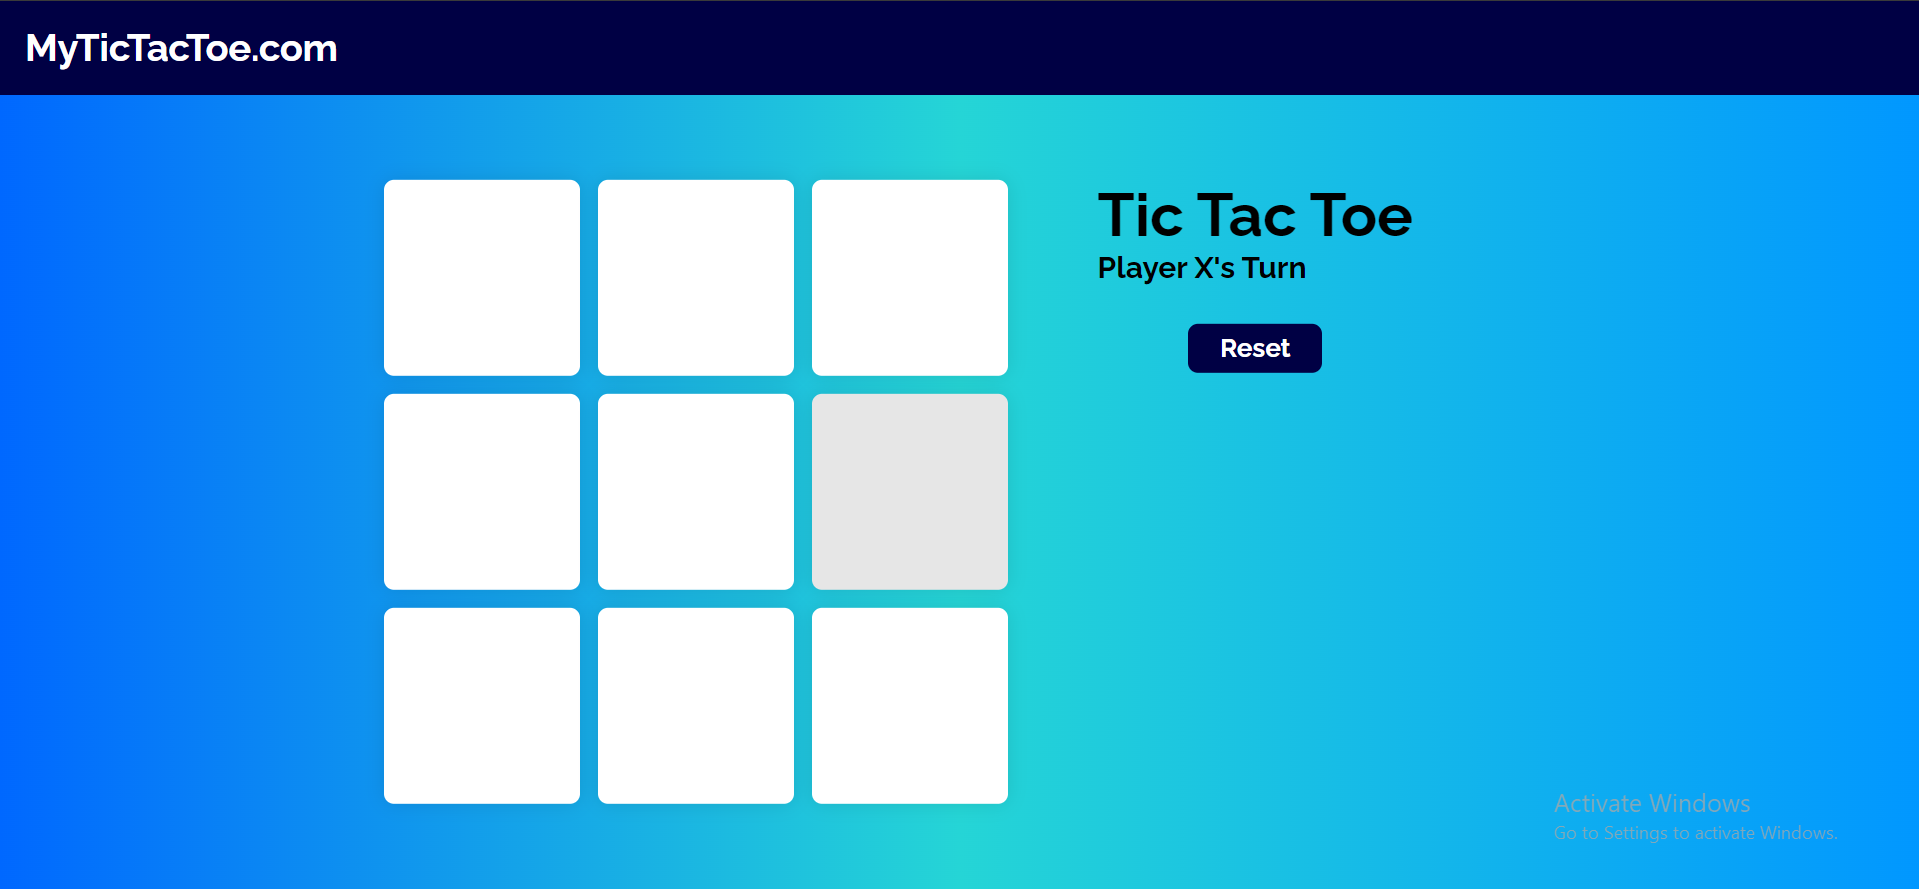 MyTicTacToe.com
Tic Tac Toe
Player X's Turn
Reset
Activate Windows
Go to Settings to activate Windows.